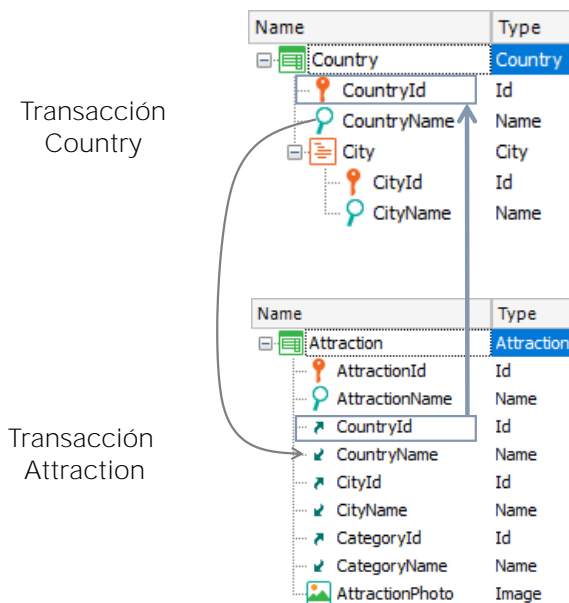 Name Type
Country Country
CountryId Id
Transacción
Country
CountryName Name
City City
CityId Id
CityName Name
Name Type
Attraction Attraction
AttractionId Id
AttractionName Name
Transacción
Attraction
CountryId Id
CountryName Name
CityId Id
CityName Name
CategoryId Id
CategoryName Name
AttractionPhoto Image